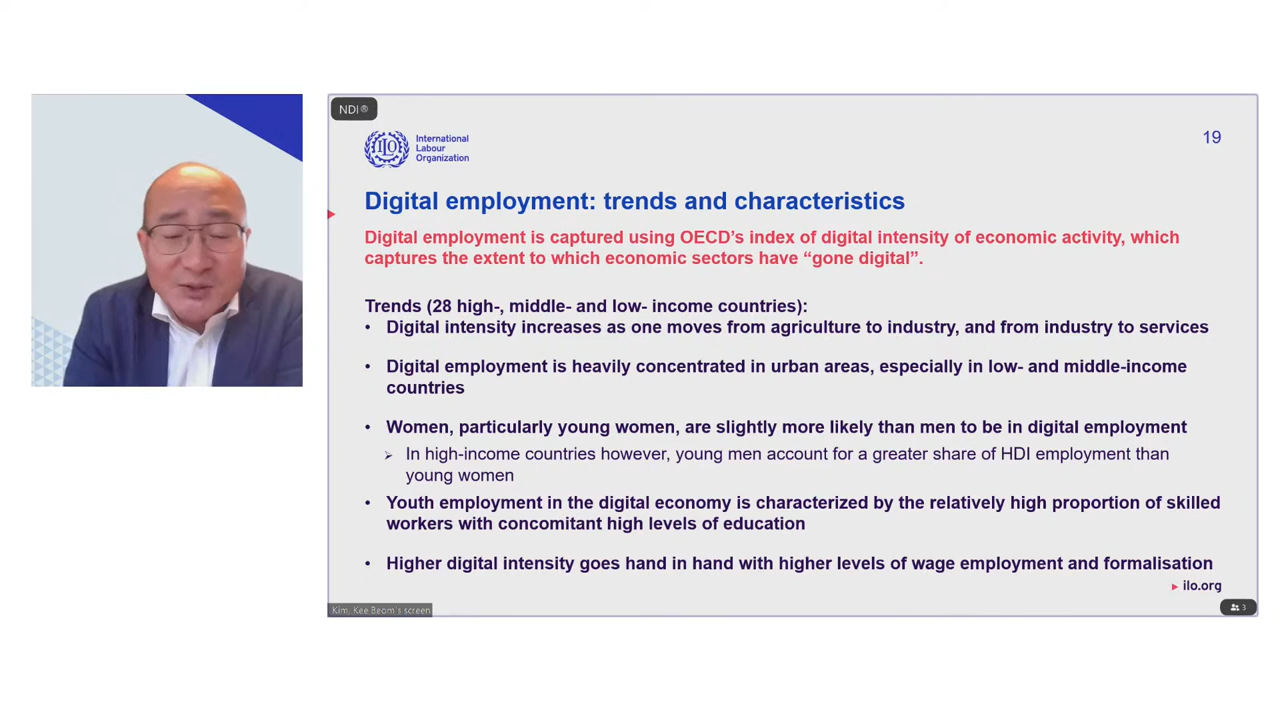 NDI®
ILO
International
Labour
Organization
19
Digital employment: trends and characteristics
Digital employment is captured using OECD's index of digital intensity of economic activity, which
captures the extent to which economic sectors have “gone digital”.
Trends (28 high-, middle- and low- income countries):
• Digital intensity increases as one moves from agriculture to industry, and from industry to services
• Digital employment is heavily concentrated in urban areas, especially in low- and middle-income
countries
• Women, particularly young women, are slightly more likely than men to be in digital employment
➢ In high-income countries however, young men account for a greater share of HDI employment than
young women
• Youth employment in the digital economy is characterized by the relatively high proportion of skilled
workers with concomitant high levels of education
• Higher digital intensity goes hand in hand with higher levels of wage employment and formalisation
ilo.org
Kim, Kee Beom's screen
3